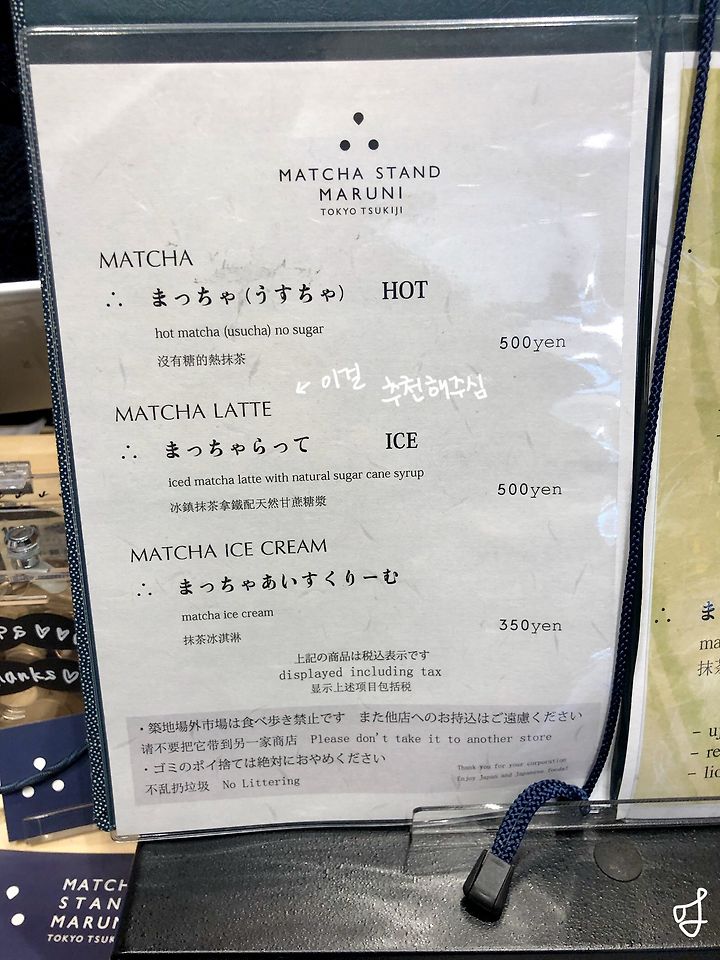 MATCHA STAND
MARUNI
TOKYO TSUKIJI
MATCHA
まっちゃ(うすちゃ) HOT
hot matcha (usucha) no sugar
500yen
沒有糖的熱抹茶
← 이걸 추천해주심
MATCHA LATTE
まっちゃらって ICE
iced matcha latte with natural sugar cane syrup
500yen
冰鎮抹茶拿鐵配天然甘蔗糖漿
MATCHA ICE CREAM
まっちゃあいすくりーむ
matcha ice cream
350yen
抹茶冰淇淋
上記の商品は税込表示です
displayed including tax
显示上述项目包括税
・築地場外市場は食べ歩き禁止です また他店へのお持込はご遠慮ください
请不要把它带到另一家商店 Please don't take it to another store
・ゴミのポイ捨ては絶対におやめください
不乱扔垃圾 No Littering
Thank you for your corporation
Enjoy Japan and Japanese foods!
MATCH
STAN
MARUNI
TOKYO TSUK